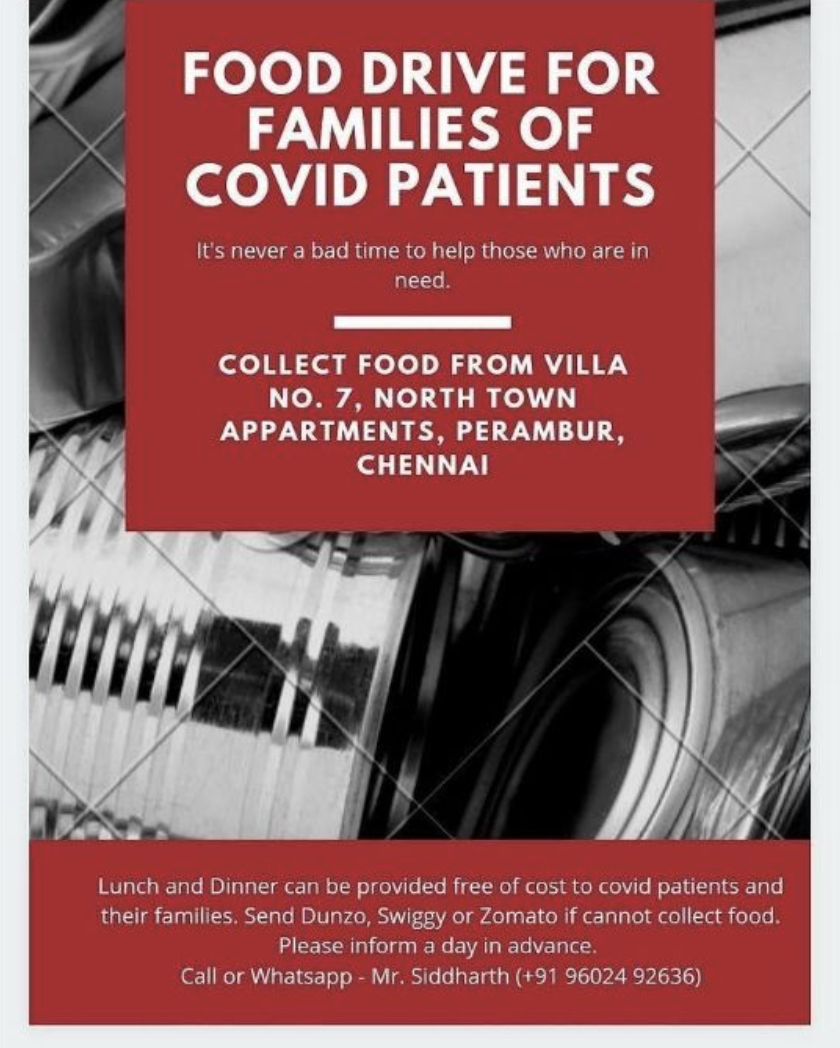 FOOD DRIVE FOR
FAMILIES OF
COVID PATIENTS
It's never a bad time to help those who are in
need.
COLLECT FOOD FROM VILLA
NO. 7, NORTH TOWN
APPARTMENTS, PERAMBUR,
CHENNAI
Lunch and Dinner can be provided free of cost to covid patients and
their families. Send Dunzo, Swiggy or Zomato if cannot collect food.
Please inform a day in advance.
Call or Whatsapp - Mr. Siddharth (+91 96024 92636)